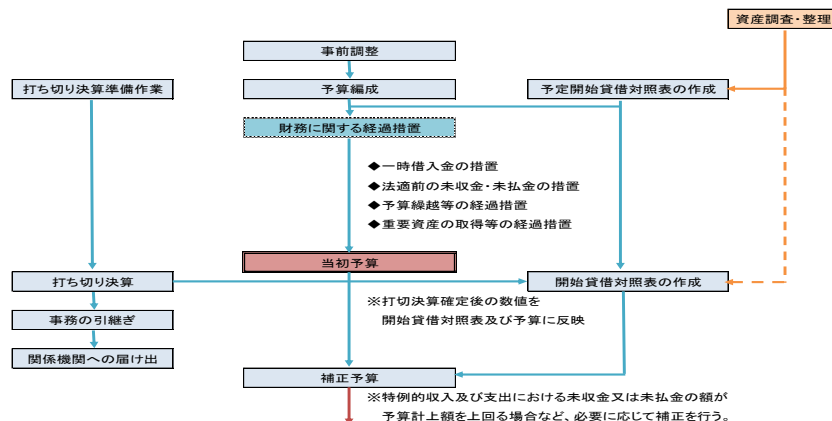 資産調査・整理
事前調整
打ち切り決算準備作業
予算編成
予定開始貸借対照表の作成
財務に関する経過措置
◆一時借入金の措置
◆法適前の未収金・未払金の措置
◆予算繰越等の経過措置
◆重要資産の取得等の経過措置
当初予算
打ち切り決算
開始貸借対照表の作成
※打切決算確定後の数値を
開始貸借対照表及び予算に反映
事務の引継ぎ
関係機関への届け出
補正予算
※特例的収入及び支出における未収金又は未払金の額が
予算計上額を上回る場合など、必要に応じて補正を行う。